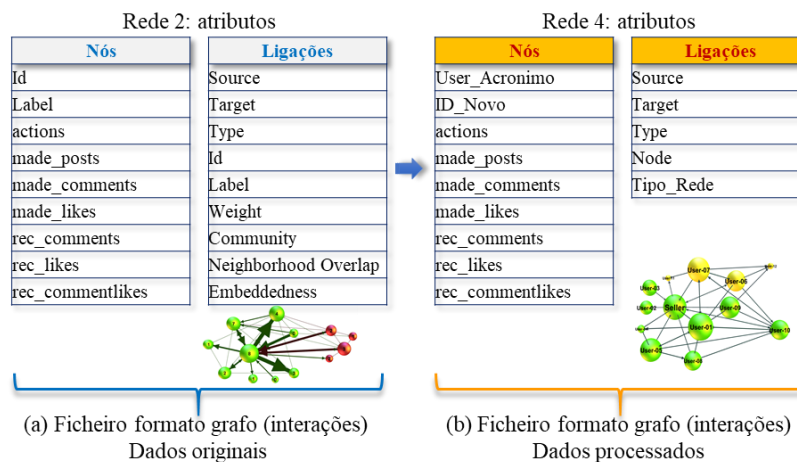 Rede 2: atributos
Nós
Id
Label
actions
made_posts
made_comments
made_likes
rec_comments
rec_likes
rec_commentlikes
Ligações
Source
Target
Type
Id
Label
Weight
Community
Neighborhood Overlap
Embeddedness
(a) Ficheiro formato grafo (interações)
Dados originais
Rede 4: atributos
Nós
User_Acronimo
ID_Novo
actions
made_posts
made_comments
made_likes
rec_comments
rec_likes
rec_commentlikes
Ligações
Source
Target
Type
Node
Tipo_Rede
User-07
User-03
User-06
User-02
Seller
User-09
User-01
User-10
User-05
User-08
(b) Ficheiro formato grafo (interações)
Dados processados